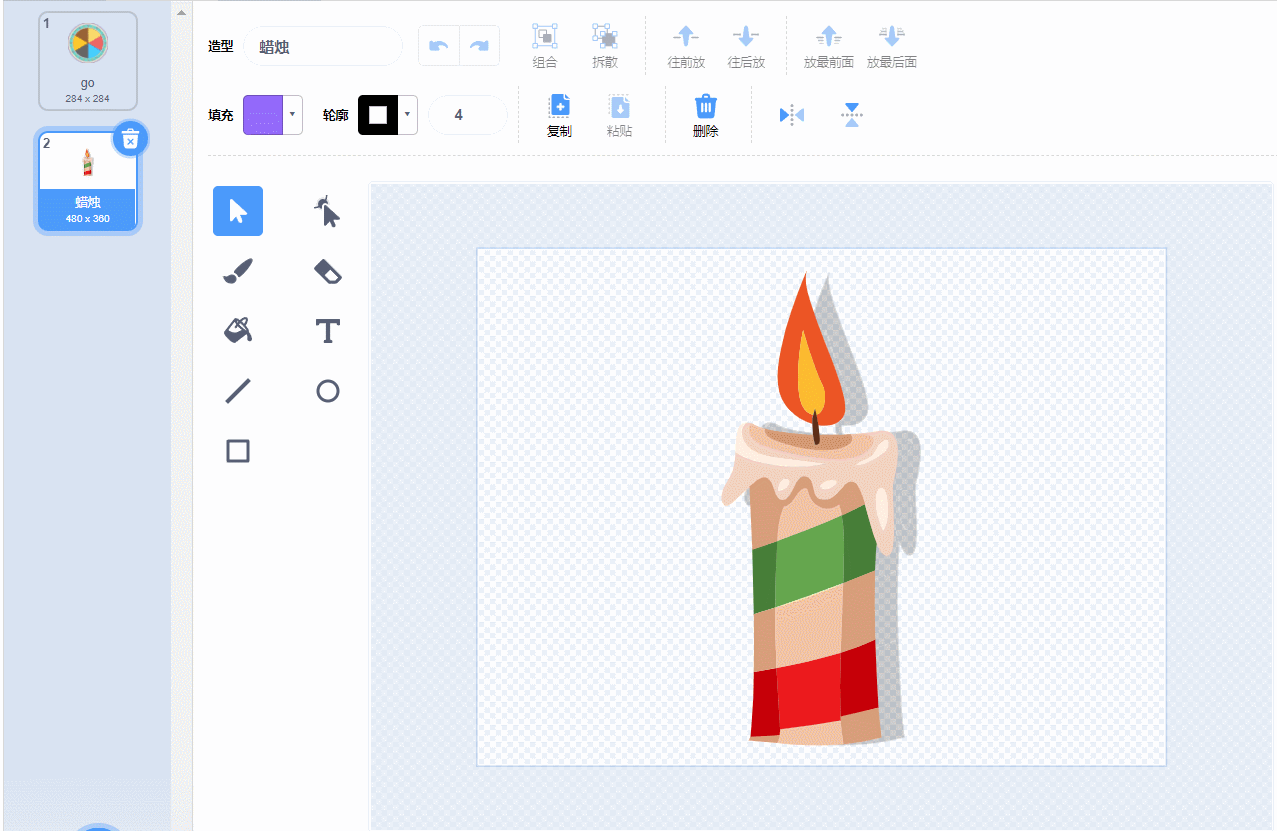 1
go
284 x 284
2
蜡烛
480 x 360
造型 蜡烛
组合 拆散 往前放 往后放 放最前面 放最后面
填充 轮廓 4
复制 粘贴 删除